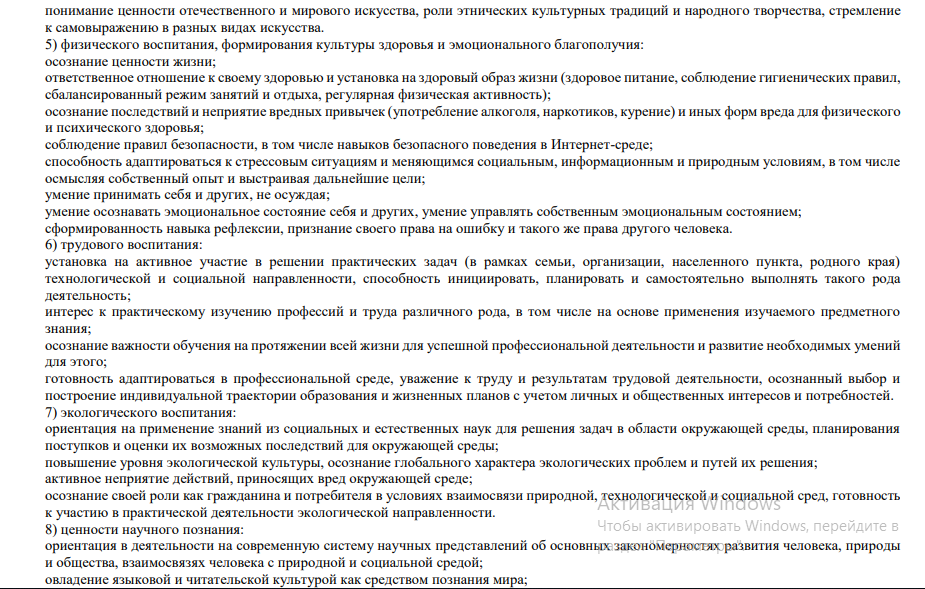 понимание ценности отечественного и мирового искусства, роли этнических культурных традиций и народного творчества, стремление
к самовыражению в разных видах искусства.
5) физического воспитания, формирования культуры здоровья и эмоционального благополучия:
осознание ценности жизни;
ответственное отношение к своему здоровью и установка на здоровый образ жизни (здоровое питание, соблюдение гигиенических правил,
сбалансированный режим занятий и отдыха, регулярная физическая активность);
осознание последствий и неприятие вредных привычек (употребление алкоголя, наркотиков, курение) и иных форм вреда для физического
и психического здоровья;
соблюдение правил безопасности, в том числе навыков безопасного поведения в Интернет-среде;
способность адаптироваться к стрессовым ситуациям и меняющимся социальным, информационным и природным условиям, в том числе
осмысляя собственный опыт и выстраивая дальнейшие цели;
умение принимать себя и других, не осуждая;
умение осознавать эмоциональное состояние себя и других, умение управлять собственным эмоциональным состоянием;
сформированность навыка рефлексии, признание своего права на ошибку и такого же права другого человека.
6) трудового воспитания:
установка на активное участие в решении практических задач (в рамках семьи, организации, населенного пункта, родного края)
технологической и социальной направленности, способность инициировать, планировать и самостоятельно выполнять такого рода
деятельность;
интерес к практическому изучению профессий и труда различного рода, в том числе на основе применения изучаемого предметного
знания;
осознание важности обучения на протяжении всей жизни для успешной профессиональной деятельности и развитие необходимых умений
для этого;
готовность адаптироваться в профессиональной среде, уважение к труду и результатам трудовой деятельности, осознанный выбор и
построение индивидуальной траектории образования и жизненных планов с учетом личных и общественных интересов и потребностей.
7) экологического воспитания:
ориентация на применение знаний из социальных и естественных наук для решения задач в области окружающей среды, планирования
поступков и оценки их возможных последствий для окружающей среды;
повышение уровня экологической культуры, осознание глобального характера экологических проблем и путей их решения;
активное неприятие действий, приносящих вред окружающей среде;
осознание своей роли как гражданина и потребителя в условиях взаимосвязи природной, технологической и социальной сред, готовность
Активация Windows
к участию в практической деятельности экологической направленности.
Чтобы активировать Windows, перейдите в
8) ценности научного познания:
ориентация в деятельности на современную систему научных представлений об основных закономерностях развития человека, природы
и общества, взаимосвязях человека с природной и социальной средой;
овладение языковой и читательской культурой как средством познания мира;